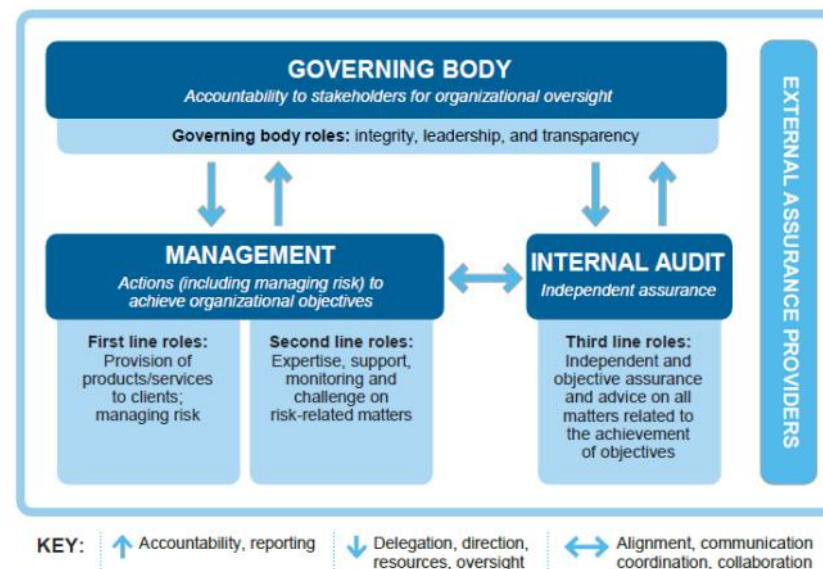 GOVERNING BODY
Accountability to stakeholders for organizational oversight
Governing body roles: integrity, leadership, and transparency
MANAGEMENT
Actions (including managing risk) to
achieve organizational objectives
First line roles:
Provision of
products/services
to clients;
managing risk
Second line roles:
Expertise, support,
monitoring and
challenge on
risk-related matters
INTERNAL AUDIT
Independent assurance
Third line roles:
Independent and
objective assurance
and advice on all
matters related to
the achievement
of objectives
EXTERNAL ASSURANCE PROVIDERS
KEY:
Accountability, reporting
Delegation, direction,
resources, oversight
Alignment, communication
coordination, collaboration